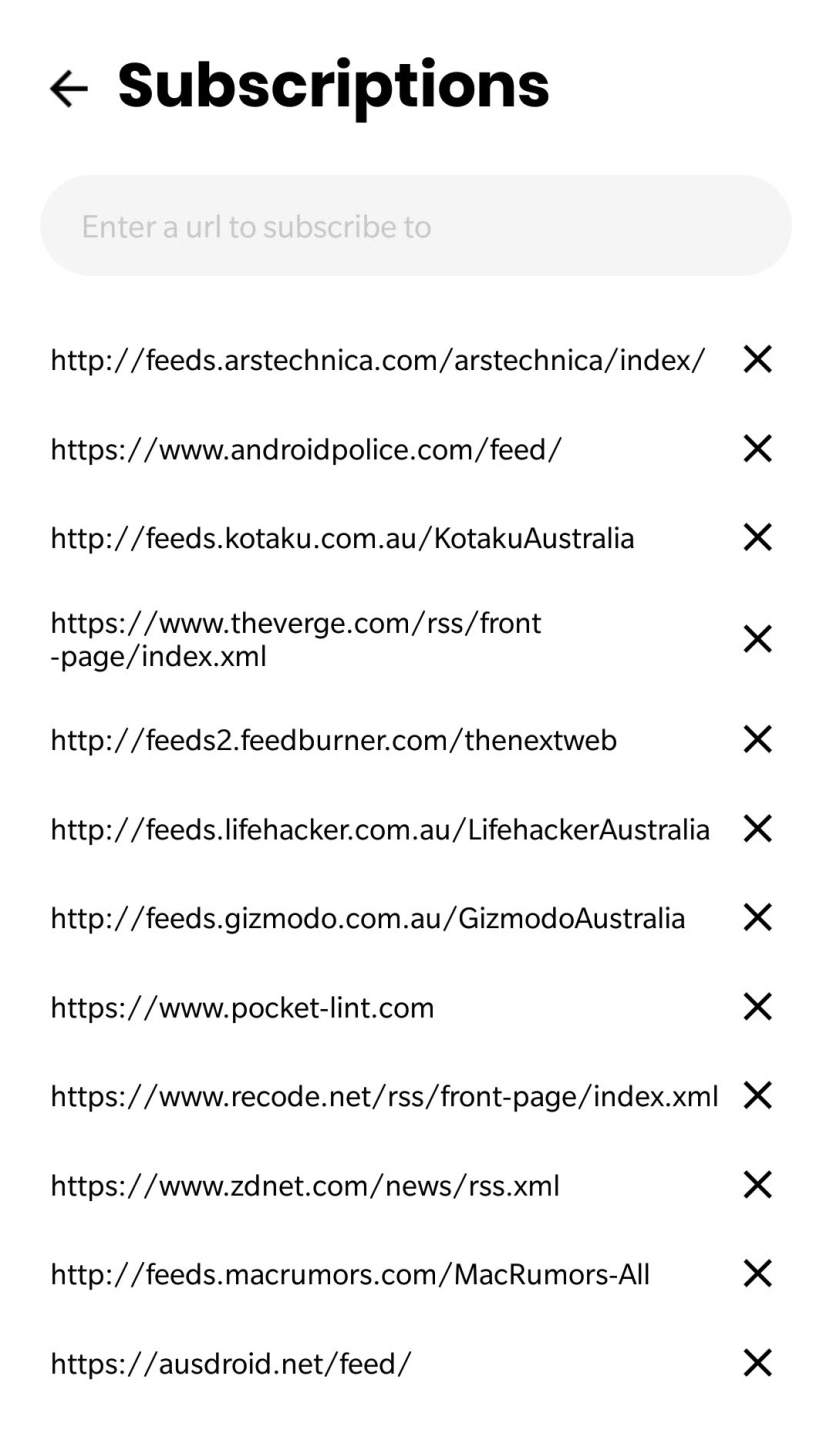 Subscriptions
Enter a url to subscribe to
http://feeds.arstechnica.com/arstechnica/index/
https://www.androidpolice.com/feed/
http://feeds.kotaku.com.au/KotakuAustralia
https://www.theverge.com/rss/front
-page/index.xml
http://feeds2.feedburner.com/thenextweb
http://feeds.lifehacker.com.au/LifehackerAustralia
http://feeds.gizmodo.com.au/GizmodoAustralia
https://www.pocket-lint.com
https://www.recode.net/rss/front-page/index.xml
https://www.zdnet.com/news/rss.xml
http://feeds.macrumors.com/MacRumors-All
https://ausdroid.net/feed/